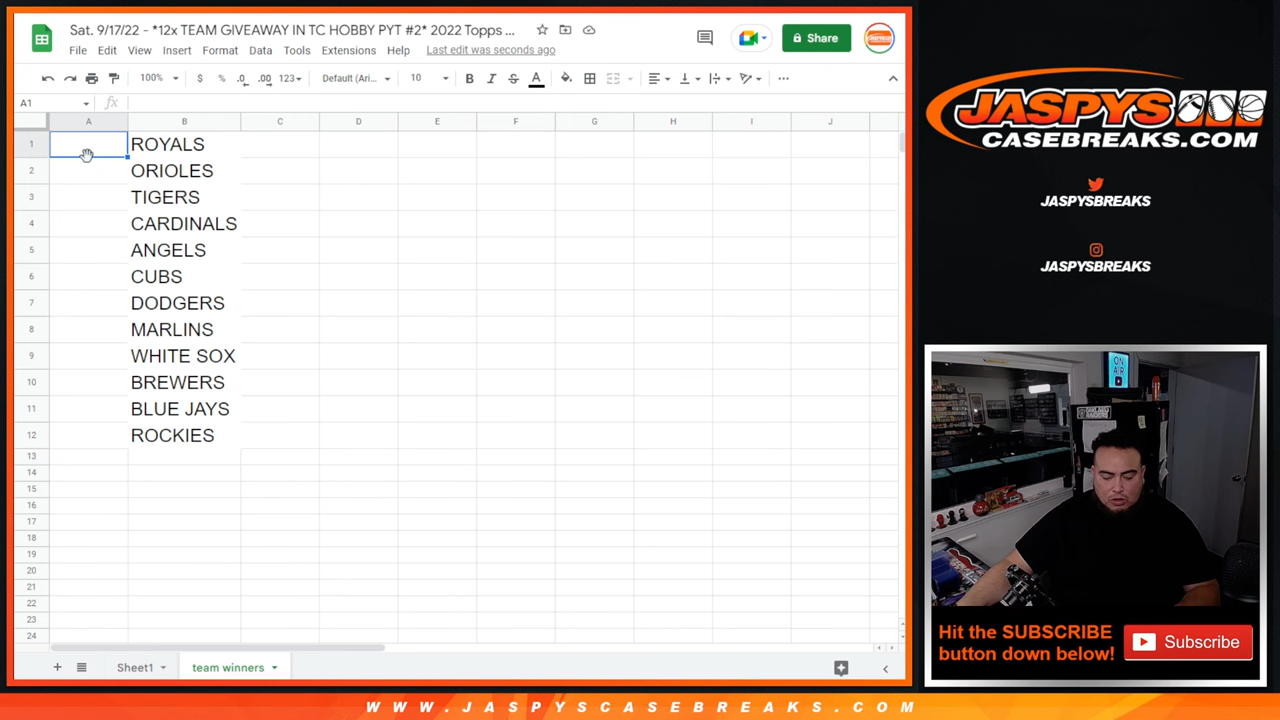 Sat. 9/17/22 - *12x TEAM GIVEAWAY IN TC HOBBY PYT #2* 2022 Topps ...
File Edit View Insert Format Data Tools Extensions Help Last edit was seconds ago
Share
100% $ % .0 .00 123 Default (Ari... 10 B I S A
A1 fx
A B C D E F G H I J
1 ROYALS
2 ORIOLES
3 TIGERS
4 CARDINALS
5 ANGELS
6 CUBS
7 DODGERS
8 MARLINS
9 WHITE SOX
10 BREWERS
11 BLUE JAYS
12 ROCKIES
13
14
15
16
17
18
19
20
21
22
23
24
Sheet1 team winners
JASPYS
CASEBREAKS.COM
JASPYSBREAKS
JASPYSBREAKS
ON
AIR
Hit the SUBSCRIBE
button down below!
Subscribe
WWW.JASPYSCASEBREAKS.COM